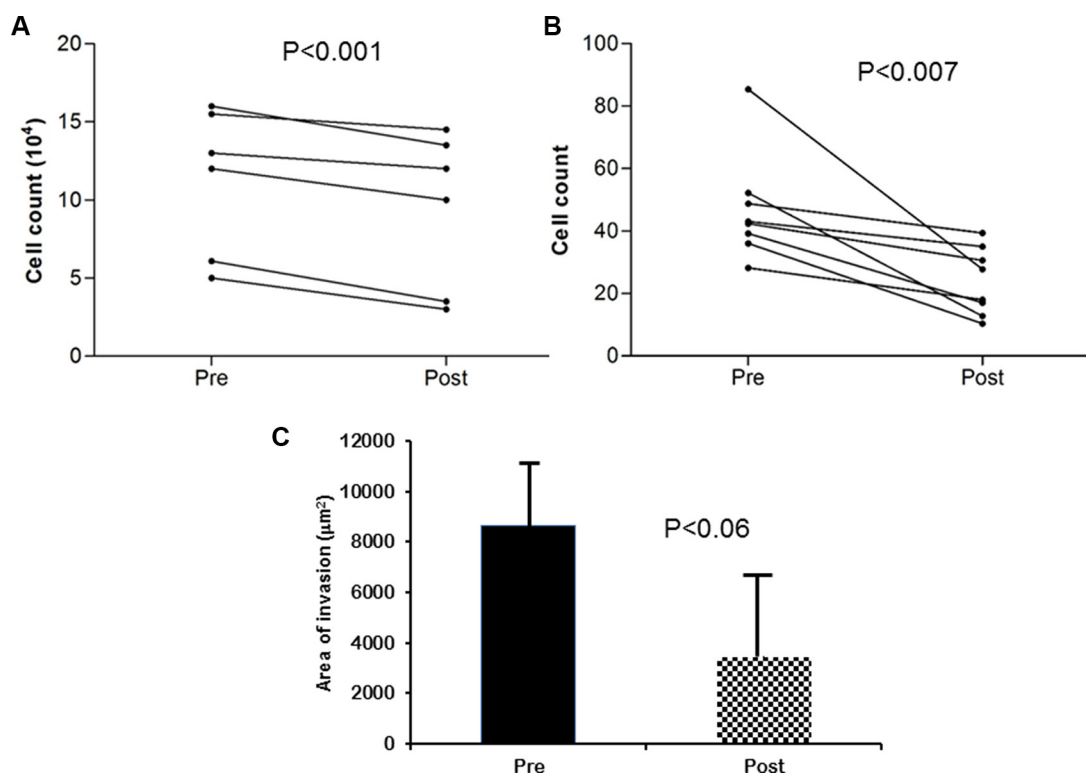 A
P<0.001
Cell count (10⁴)
20
15
10
5
0
Pre Post
B
P<0.007
Cell count
100
80
60
40
20
0
Pre Post
C
P<0.06
Area of invasion (µm²)
12000
10000
8000
6000
4000
2000
0
Pre Post